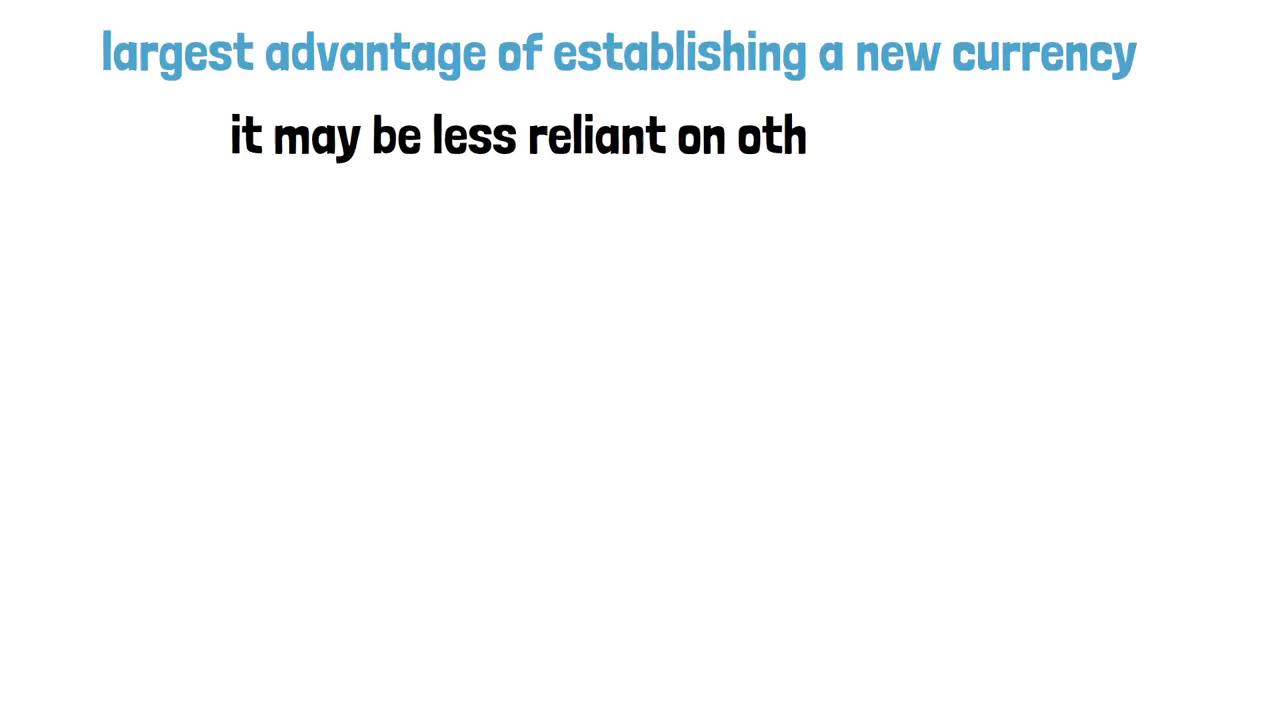 largest advantage of establishing a new currency
it may be less reliant on oth